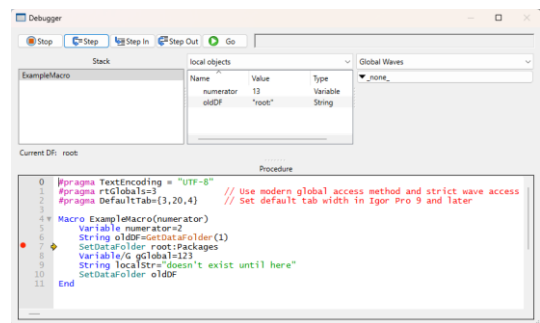 Debugger
Stop Step Step In Step Out Go
Stack
ExampleMacro
local objects
Name Value Type
numerator 13 Variable
oldDF "root:" String
Global Waves
_none_
Current DF: root:
Procedure
0 #pragma TextEncoding = "UTF-8"
1 #pragma rtGlobals=3 // Use modern global access method and strict wave access
2 #pragma DefaultTab={3,20,4} // Set default tab width in Igor Pro 9 and later
3
4 Macro ExampleMacro(numerator)
5 Variable numerator=2
6 String oldDF=GetDataFolder(1)
7 SetDataFolder root:Packages
8 Variable/G gGlobal=123
9 String localStr="doesn't exist until here"
10 SetDataFolder oldDF
11 End